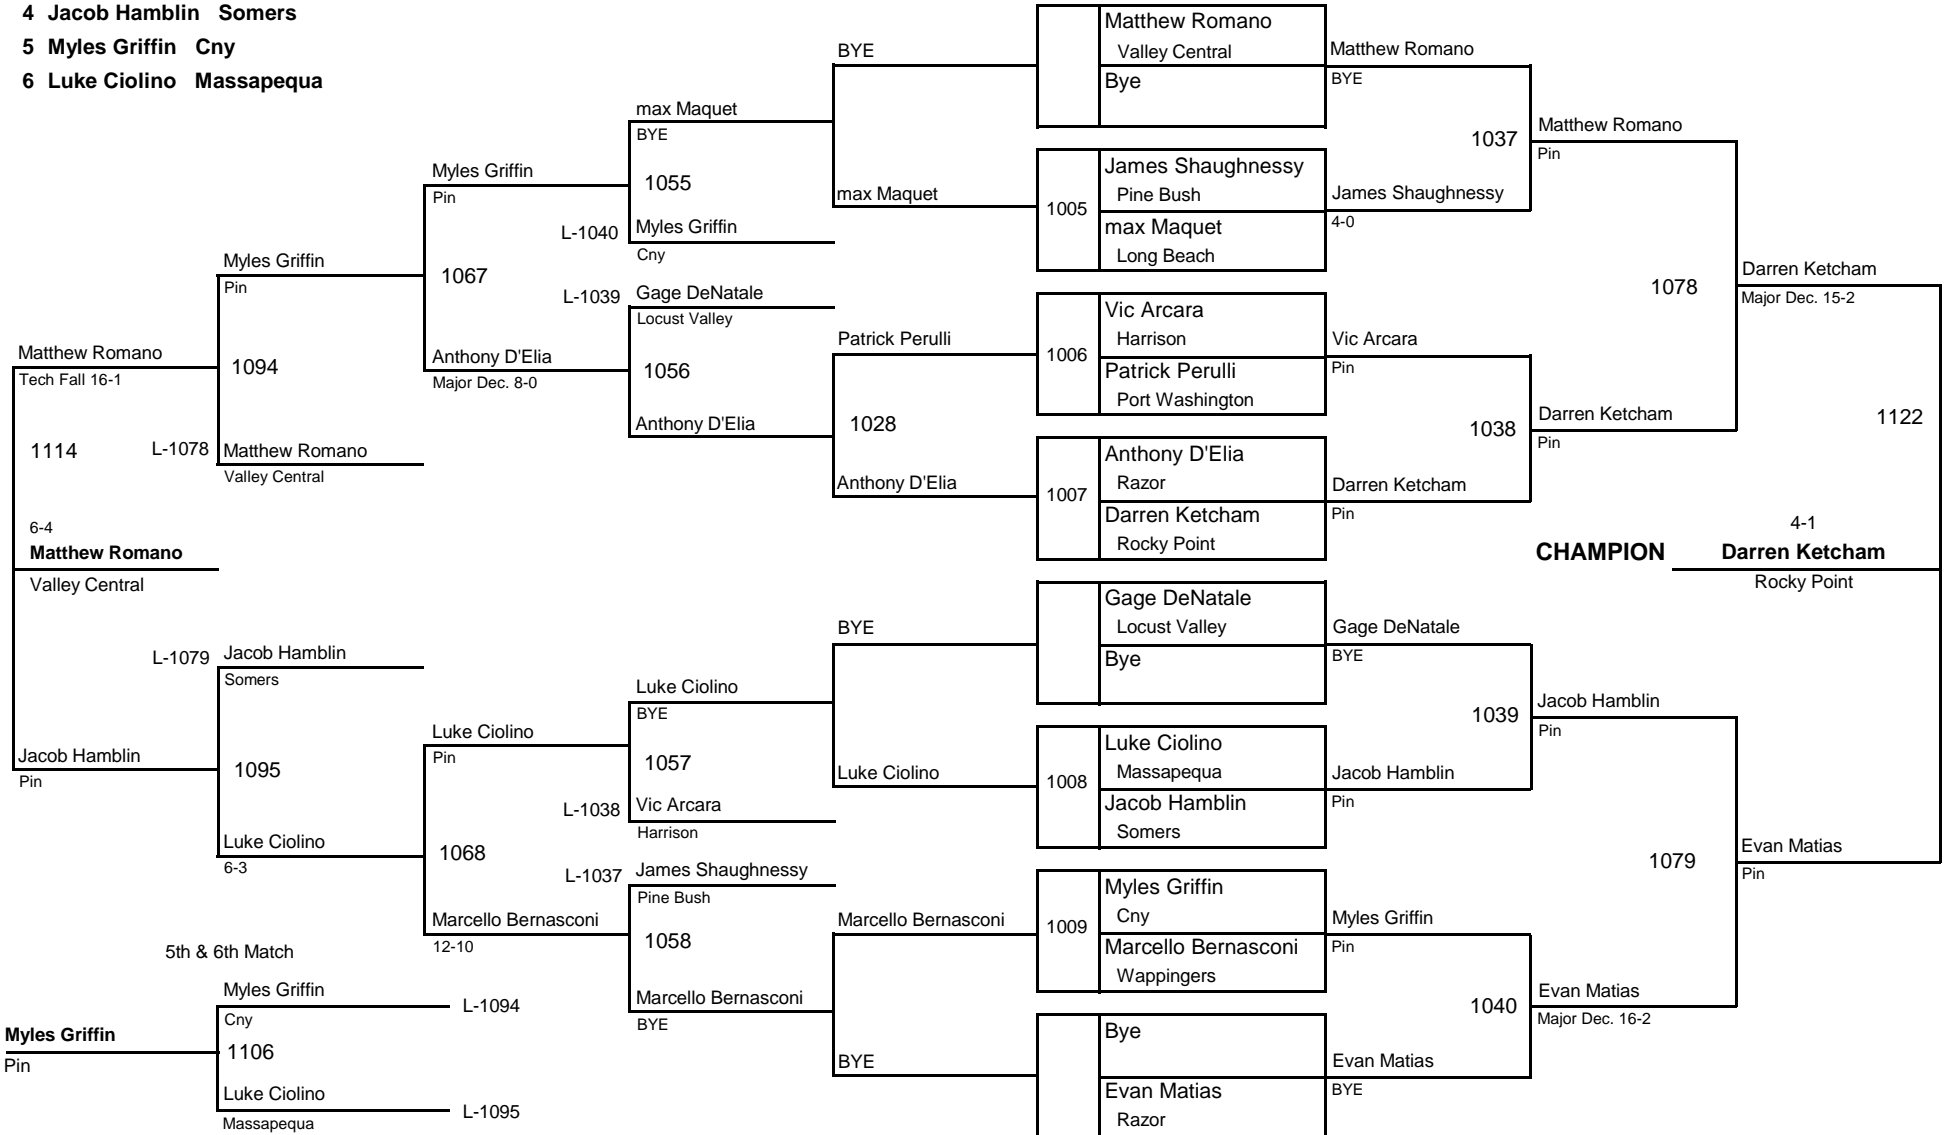 4 Jacob Hamblin Somers
5 Myles Griffin Cny
6 Luke Ciolino Massapequa
Matthew Romano
Tech Fall 16-1
1114
6-4
Matthew Romano
Valley Central
Jacob Hamblin
Pin
5th & 6th Match
Myles Griffin
Pin
Myles Griffin
Pin
1094
L-1078
Matthew Romano
Valley Central
L-1079
Jacob Hamblin
Somers
1095
Luke Ciolino
6-3
Myles Griffin
L-1094
Cny
1106
Luke Ciolino
L-1095
Massapequa
Myles Griffin
Pin
1067
Anthony D'Elia
Major Dec. 8-0
Luke Ciolino
Pin
1068
Marcello Bernasconi
12-10
max Maquet
BYE
1055
L-1040
Myles Griffin
Cny
L-1039
Gage DeNatale
Locust Valley
1056
Anthony D'Elia
Luke Ciolino
BYE
1057
L-1038
Vic Arcara
Harrison
L-1037
James Shaughnessy
Pine Bush
1058
Marcello Bernasconi
BYE
BYE
max Maquet
Patrick Perulli
1028
Anthony D'Elia
BYE
Luke Ciolino
Marcello Bernasconi
BYE
Matthew Romano
Valley Central
Bye
1005
James Shaughnessy
Pine Bush
max Maquet
Long Beach
1006
Vic Arcara
Harrison
Patrick Perulli
Port Washington
1007
Anthony D'Elia
Razor
Darren Ketcham
Rocky Point
Gage DeNatale
Locust Valley
Bye
1008
Luke Ciolino
Massapequa
Jacob Hamblin
Somers
1009
Myles Griffin
Cny
Marcello Bernasconi
Wappingers
Bye
Evan Matias
Razor
Matthew Romano
BYE
1037
James Shaughnessy
4-0
Vic Arcara
Pin
1038
Darren Ketcham
Pin
Gage DeNatale
BYE
1039
Jacob Hamblin
Pin
Myles Griffin
Pin
1040
Evan Matias
BYE
Matthew Romano
Pin
1078
Darren Ketcham
Pin
Jacob Hamblin
Pin
1079
Evan Matias
Major Dec. 16-2
Darren Ketcham
Major Dec. 15-2
1122
4-1
CHAMPION Darren Ketcham
Rocky Point
Evan Matias
Pin